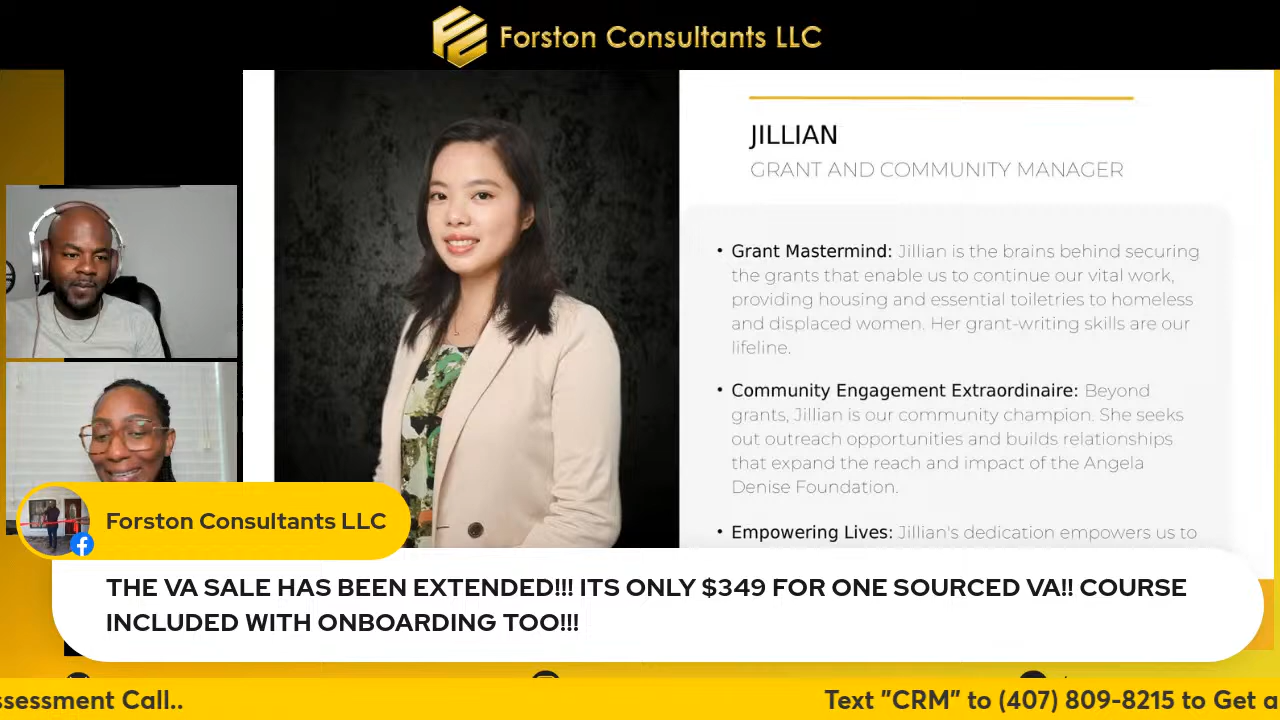 Forston Consultants LLC
JILLIAN
GRANT AND COMMUNITY MANAGER
• Grant Mastermind: Jillian is the brains behind securing
the grants that enable us to continue our vital work,
providing housing and essential toiletries to homeless
and displaced women. Her grant-writing skills are our
lifeline.
• Community Engagement Extraordinaire: Beyond
grants, Jillian is our community champion. She seeks
out outreach opportunities and builds relationships
that expand the reach and impact of the Angela
Denise Foundation.
• Empowering Lives: Jillian's dedication empowers us to
Forston Consultants LLC
THE VA SALE HAS BEEN EXTENDED!!! ITS ONLY $349 FOR ONE SOURCED VA!! COURSE
INCLUDED WITH ONBOARDING TOO!!!
ssessment Call.. Text "CRM" to (407) 809-8215 to Get a